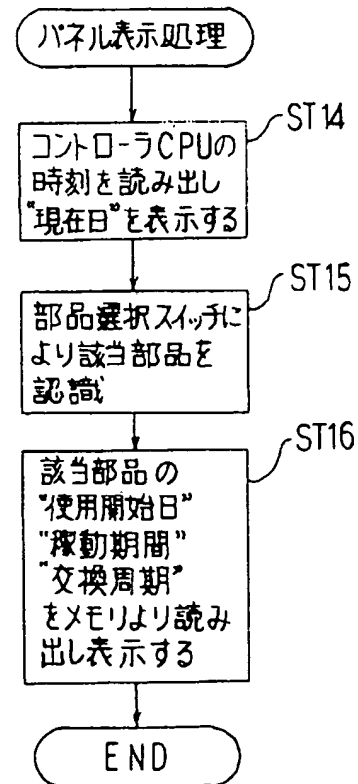 パネル表示処理
ST14
コントローラCPUの
時刻を読み出し
"現在日"を表示する
ST15
部品選択スイッチに
より該当部品を
認識
ST16
該当部品の
"使用開始日"
"稼動期間"
"交換周期"
をメモリより読み
出し表示する
END